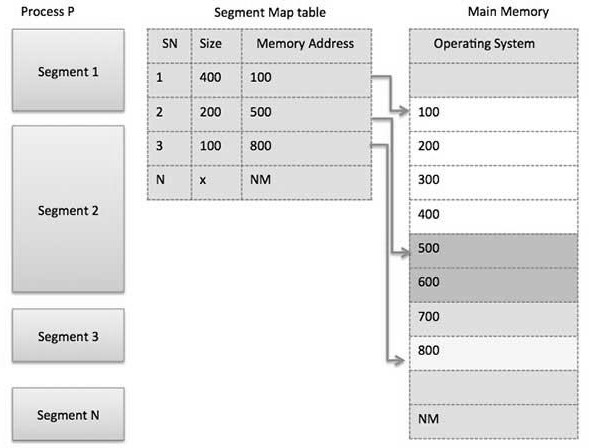 Process P
Segment Map table
Main Memory
SN Size Memory Address
Operating System
Segment 1
1 400 100
2 200 500
3 100 800
N x NM
100
200
300
400
Segment 2
500
600
700
800
Segment 3
Segment N
NM